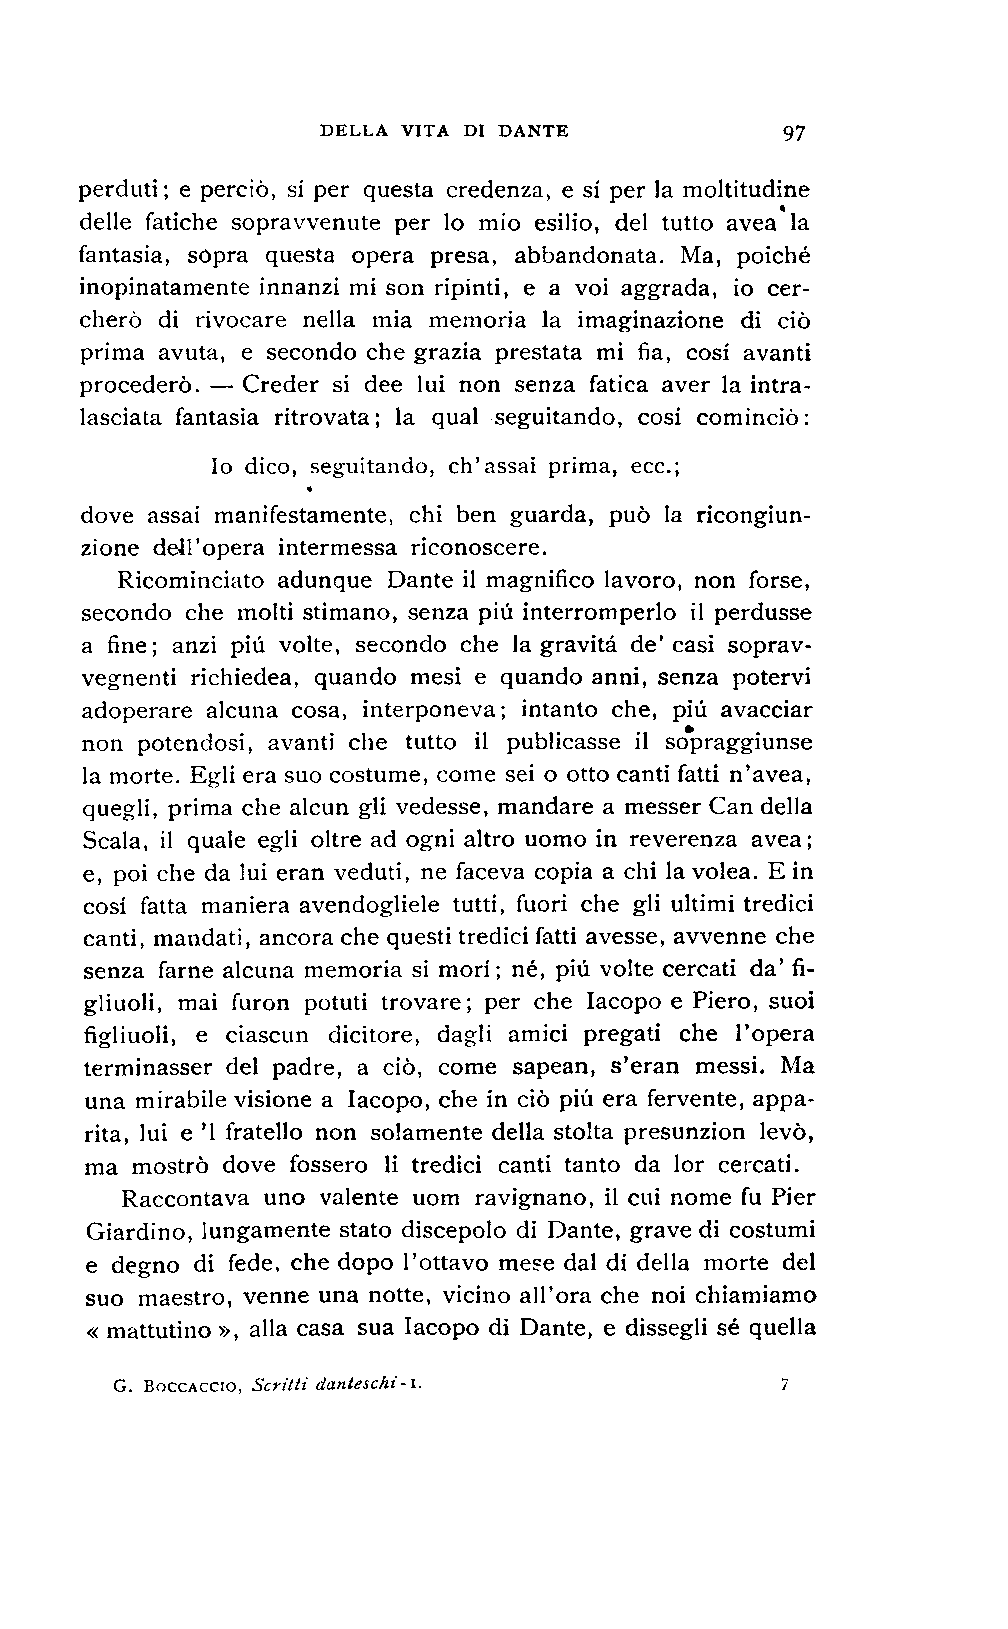 DELLA VITA DI DANTE 97
perduti; e perciò, sí per questa credenza, e sí per la moltitudine
delle fatiche sopravvenute per lo mio esilio, del tutto avea la
fantasia, sopra questa opera presa, abbandonata. Ma, poiché
inopinatamente innanzi mi son ripinti, e a voi aggrada, io cer-
cherò di rivocare nella mia memoria la imaginazione di ciò
prima avuta, e secondo che grazia prestata mi fia, cosí avanti
procederò. — Creder si dee lui non senza fatica aver la intra-
lasciata fantasia ritrovata; la qual seguitando, cosí cominciò:
Io dico, seguitando, ch'assai prima, ecc.;
dove assai manifestamente, chi ben guarda, può la ricongiun-
zione dell'opera intermessa riconoscere.
Ricominciato adunque Dante il magnifico lavoro, non forse,
secondo che molti stimano, senza piú interromperlo il perdusse
a fine; anzi piú volte, secondo che la gravitá de' casi soprav-
vegnenti richiedea, quando mesi e quando anni, senza potervi
adoperare alcuna cosa, interponeva; intanto che, piú avacciar
non potendosi, avanti che tutto il publicasse il sopraggiunse
la morte. Egli era suo costume, come sei o otto canti fatti n'avea,
quegli, prima che alcun gli vedesse, mandare a messer Can della
Scala, il quale egli oltre ad ogni altro uomo in reverenza avea;
e, poi che da lui eran veduti, ne faceva copia a chi la volea. E in
cosí fatta maniera avendogliele tutti, fuori che gli ultimi tredici
canti, mandati, ancora che questi tredici fatti avesse, avvenne che
senza farne alcuna memoria si morí; né, piú volte cercati da' fi-
gliuoli, mai furon potuti trovare; per che Iacopo e Piero, suoi
figliuoli, e ciascun dicitore, dagli amici pregati che l'opera
terminasser del padre, a ciò, come sapean, s'eran messi. Ma
una mirabile visione a Iacopo, che in ciò piú era fervente, appa-
rita, lui e 'l fratello non solamente della stolta presunzion levò,
ma mostrò dove fossero li tredici canti tanto da lor cercati.
Raccontava uno valente uom ravignano, il cui nome fu Pier
Giardino, lungamente stato discepolo di Dante, grave di costumi
e degno di fede, che dopo l'ottavo mese dal di della morte del
suo maestro, venne una notte, vicino all'ora che noi chiamiamo
« mattutino », alla casa sua Iacopo di Dante, e dissegli sé quella
G. BOCCACCIO, Scritti danteschi - I. 7